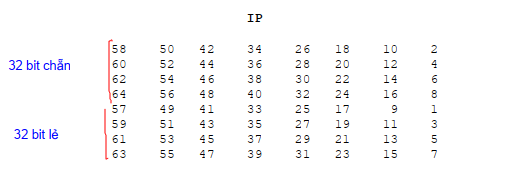 IP
58 50 42 34 26 18 10 2
32 bit chẵn
60 52 44 36 28 20 12 4
62 54 46 38 30 22 14 6
64 56 48 40 32 24 16 8
57 49 41 33 25 17 9 1
59 51 43 35 27 19 11 3
32 bit lẻ
61 53 45 37 29 21 13 5
63 55 47 39 31 23 15 7